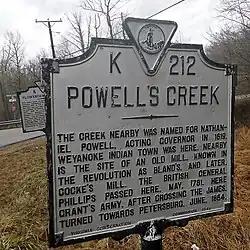 K 212
POWELL'S CREEK
THE CREEK NEARBY WAS NAMED FOR NATHAN-
IEL POWELL, ACTING GOVERNOR IN 1619.
WEYANOKE INDIAN TOWN WAS HERE. NEARBY
IS THE SITE OF AN OLD MILL, KNOWN IN
THE REVOLUTION AS BLAND'S, AND LATER,
COCKE'S MILL. THE BRITISH GENERAL
PHILLIPS PASSED HERE, MAY, 1781. HERE
GRANT'S ARMY, AFTER CROSSING THE JAMES,
TURNED TOWARDS PETERSBURG, JUNE, 1864.
VIRGINIA CONSERVATION